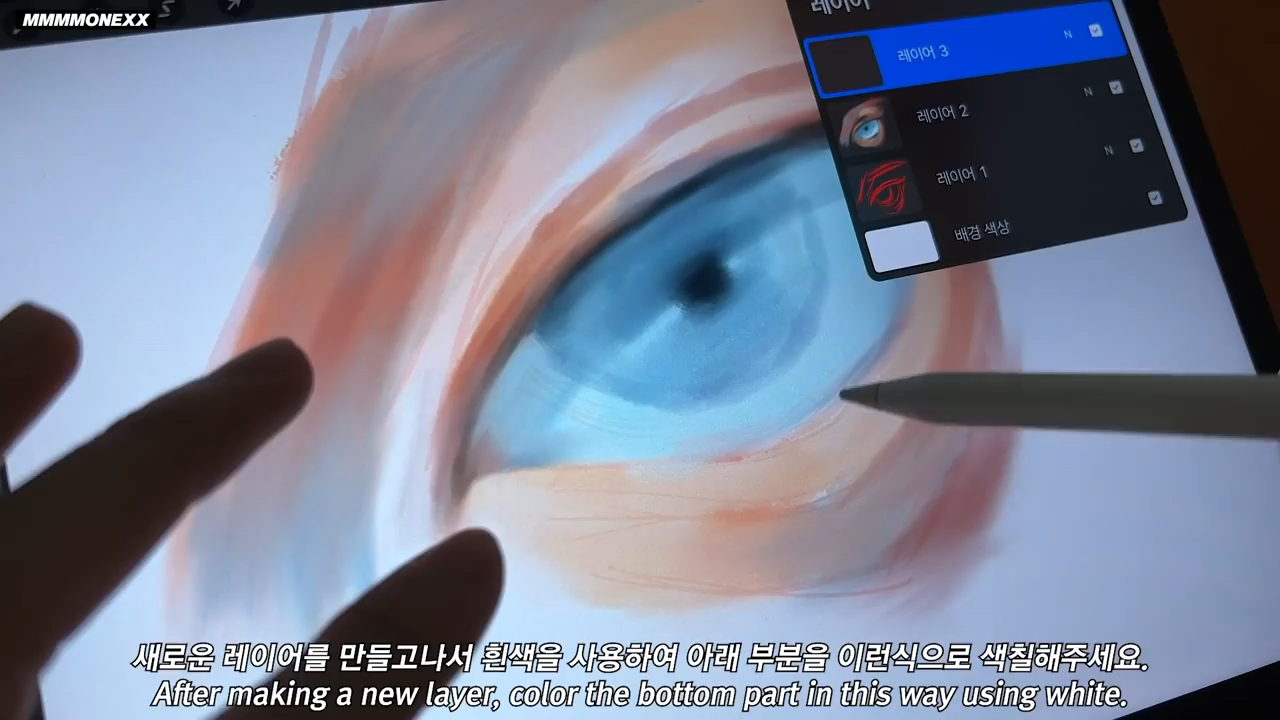 MMMMONEXX
레이어
레이어 3
N
레이어 2
N
레이어 1
N
배경 색상
새로운 레이어를 만들고나서 흰색을 사용하여 아래 부분을 이런식으로 색칠해주세요.
After making a new layer, color the bottom part in this way using white.